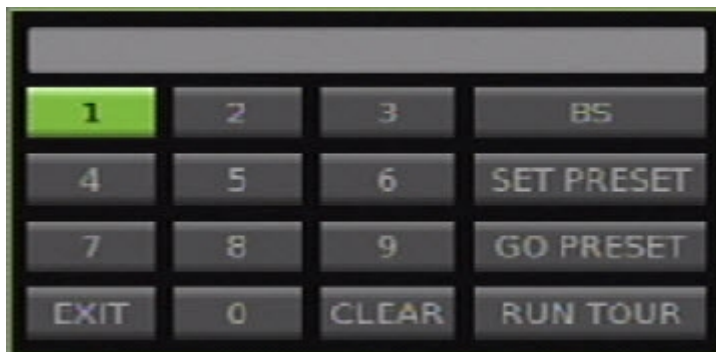 1 2 3 BS
4 5 6 SET PRESET
7 8 9 GO PRESET
EXIT 0 CLEAR RUN TOUR